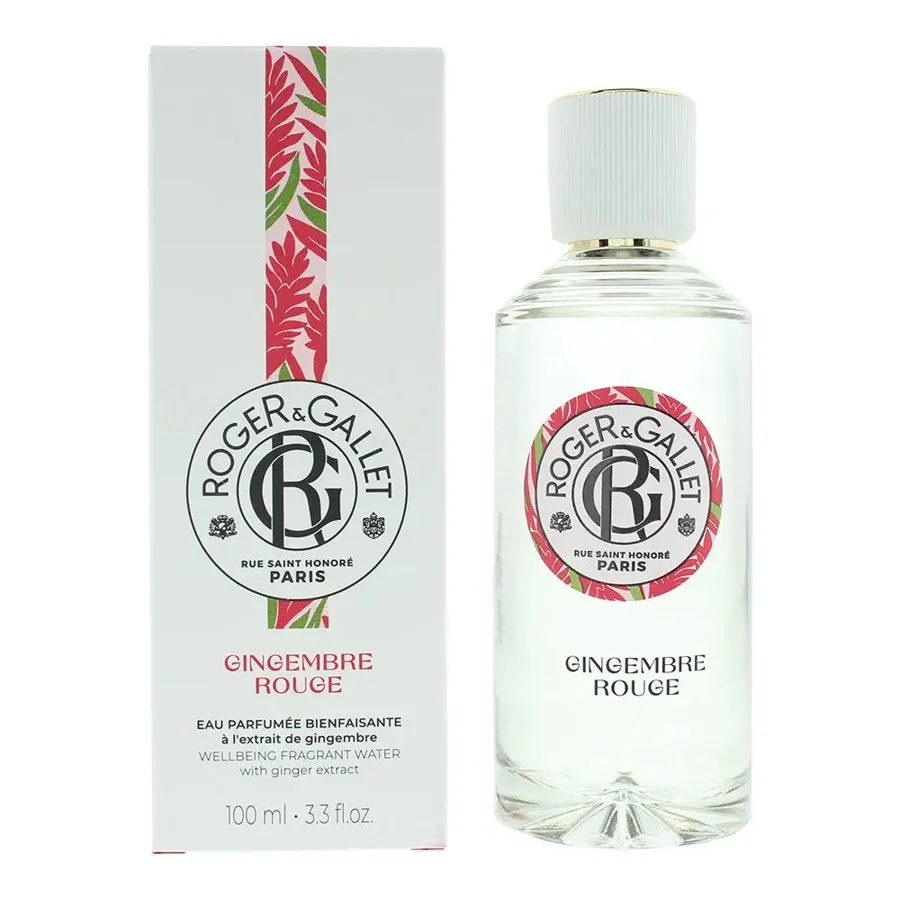 ROGER & GALLET
RG
RUE SAINT HONORÉ
PARIS
GINGEMBRE
ROUGE
EAU PARFUMÉE BIENFAISANTE
à l'extrait de gingembre
WELLBEING FRAGRANT WATER
with ginger extract
100 ml • 3.3 fl.oz.
ROGER & GALLET
RG
RUE SAINT HONORÉ
PARIS
GINGEMBRE
ROUGE